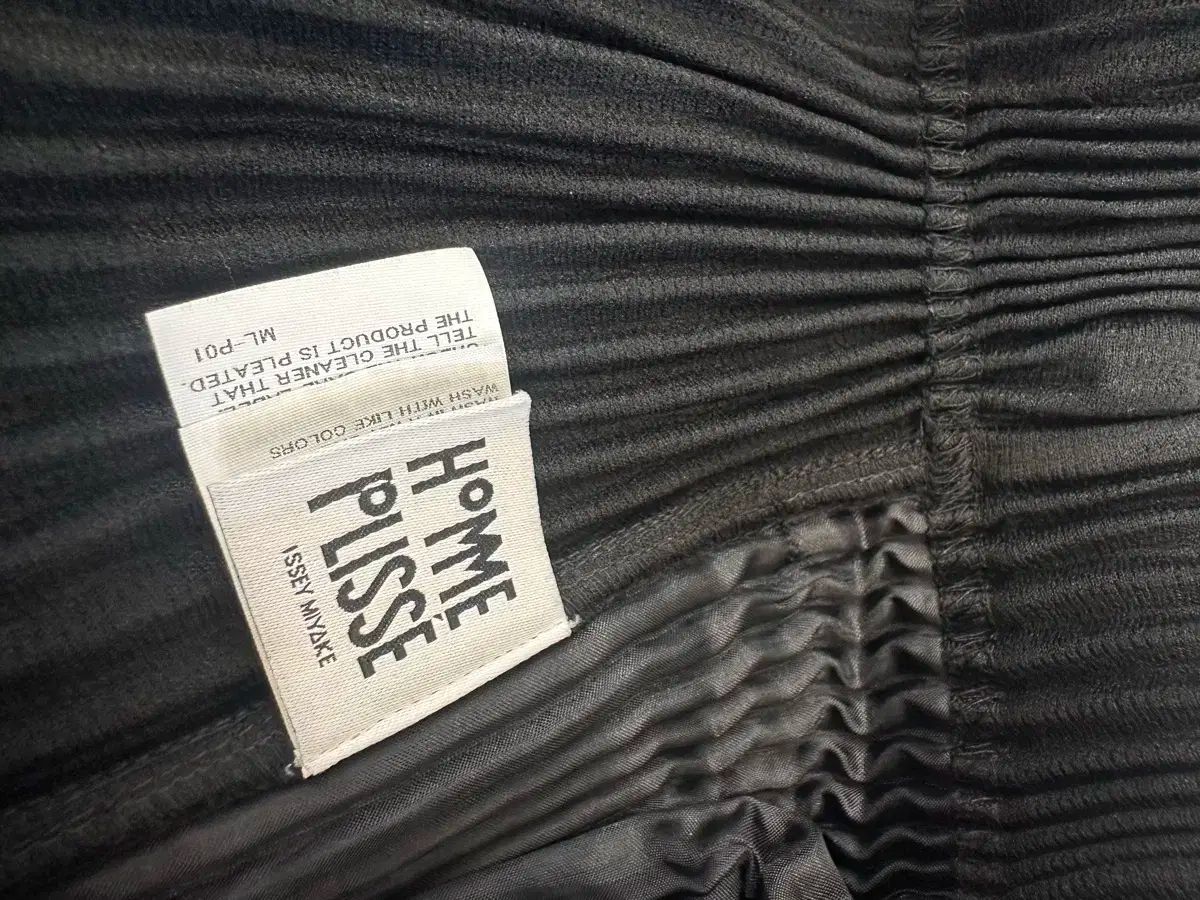 HOMME
PLISSÉ
ISSEY MIYAKE
WASH WITH LIKE COLORS
TELL THE CLEANER THAT
THE PRODUCT IS PLEATED.
ML-P01